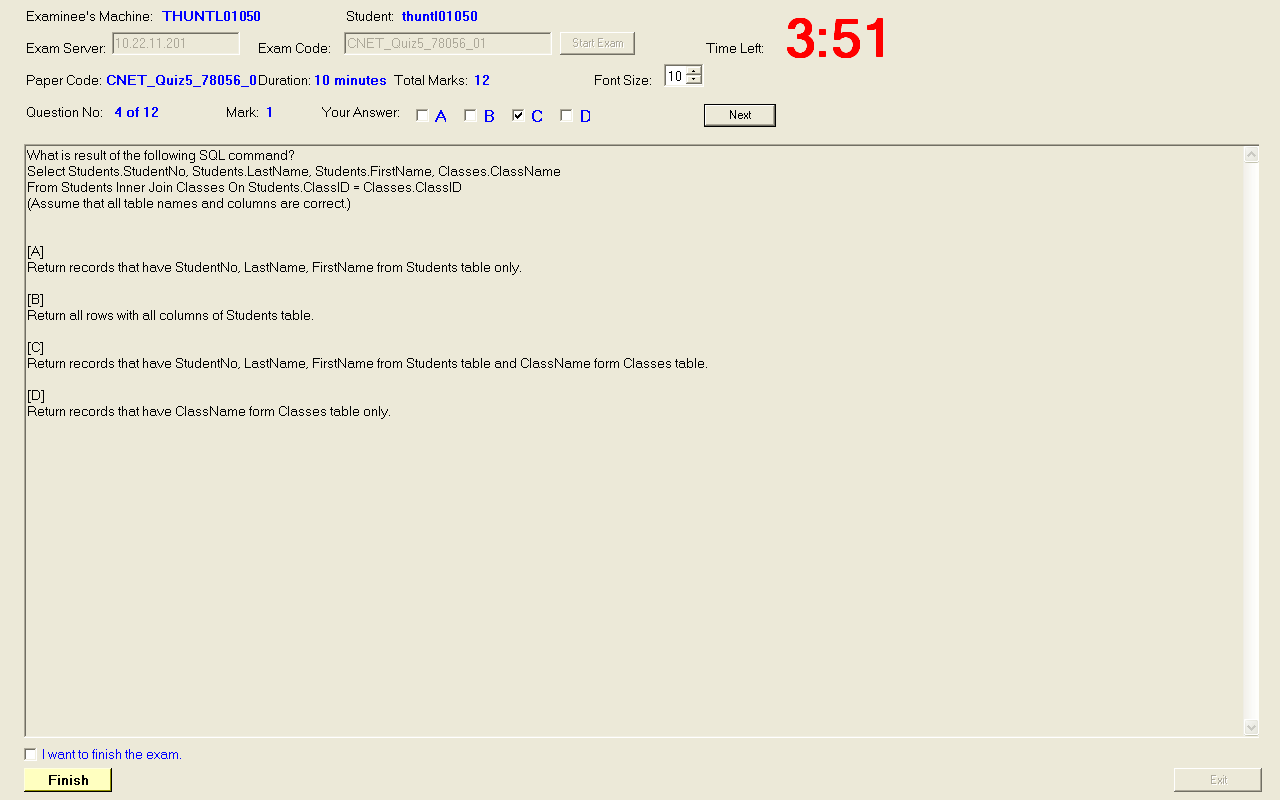 Examinee's Machine: THUNTL01050 Student: thuntl01050
Exam Server: 10.22.11.201 Exam Code: CNET_Quiz5_78056_01 Start Exam Time Left: 3:51
Paper Code: CNET_Quiz5_78056_0 Duration: 10 minutes Total Marks: 12 Font Size: 10
Question No: 4 of 12 Mark: 1 Your Answer: A B C D Next
What is result of the following SQL command?
Select Students.StudentNo, Students.LastName, Students.FirstName, Classes.ClassName
From Students Inner Join Classes On Students.ClassID = Classes.ClassID
(Assume that all table names and columns are correct.)
[A]
Return records that have StudentNo, LastName, FirstName from Students table only.
[B]
Return all rows with all columns of Students table.
[C]
Return records that have StudentNo, LastName, FirstName from Students table and ClassName form Classes table.
[D]
Return records that have ClassName form Classes table only.
I want to finish the exam.
Finish Exit